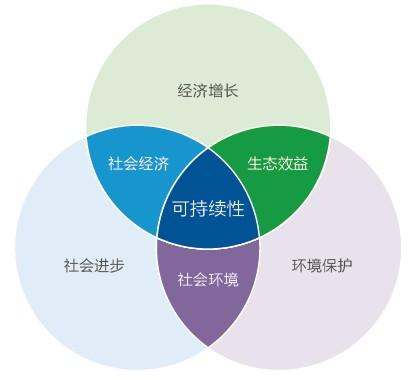 经济增长
社会经济
生态效益
可持续性
社会进步
社会环境
环境保护